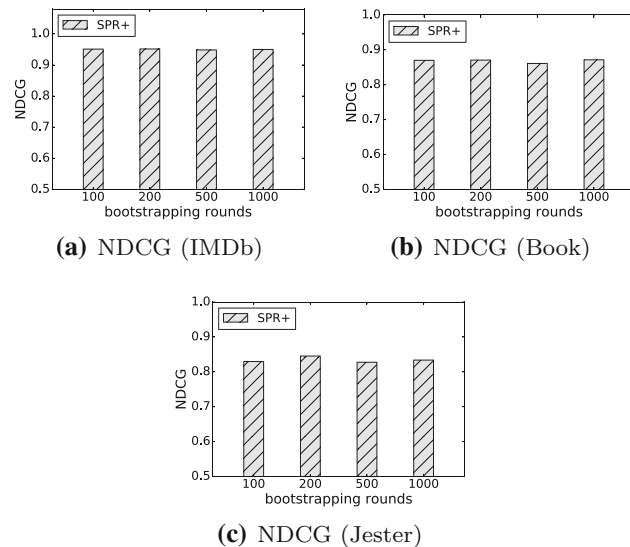 SPR+
1.0
0.9
0.8
0.7
0.6
0.5
NDCG
100 200 500 1000
bootstrapping rounds
(a) NDCG (IMDb)
SPR+
1.0
0.9
0.8
0.7
0.6
0.5
NDCG
100 200 500 1000
bootstrapping rounds
(b) NDCG (Book)
SPR+
1.0
0.9
0.8
0.7
0.6
0.5
NDCG
100 200 500 1000
bootstrapping rounds
(c) NDCG (Jester)